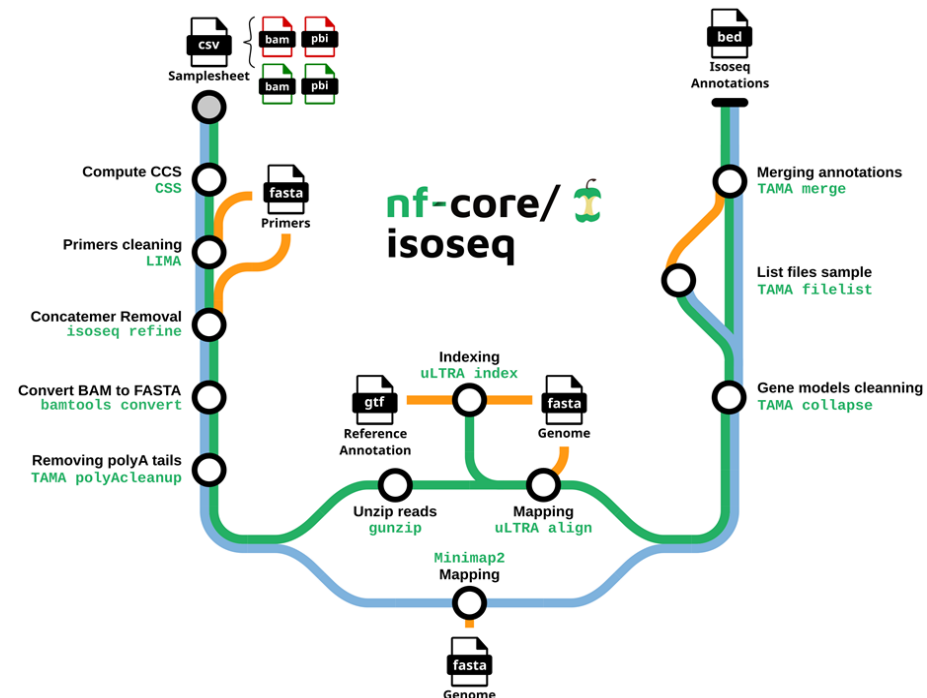 csv
bam
pbi
bam
pbi
Samplesheet
Compute CCS
CSS
fasta
Primers
Primers cleaning
LIMA
Concatemer Removal
isoseq refine
Convert BAM to FASTA
bamtools convert
Removing polyA tails
TAMA polyAcleanup
nf-core/
isoseq
Indexing
uLTRA index
gtf
Reference
Annotation
fasta
Genome
Unzip reads
gunzip
Mapping
uLTRA align
Minimap2
Mapping
fasta
Genome
bed
Isoseq
Annotations
Merging annotations
TAMA merge
List files sample
TAMA filelist
Gene models cleanning
TAMA collapse